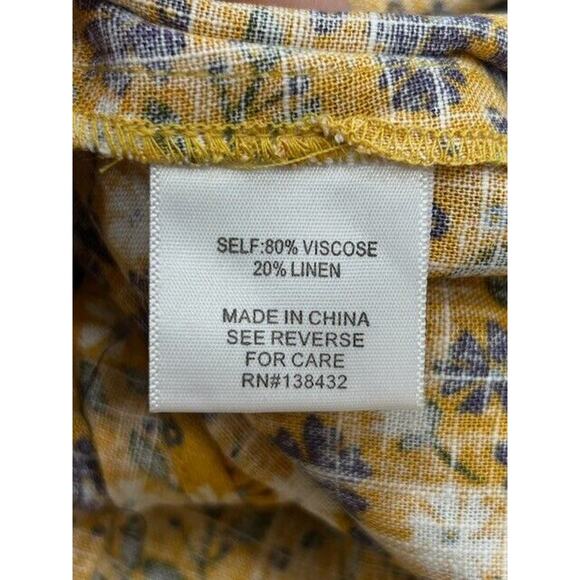 SELF:80% VISCOSE
20% LINEN
MADE IN CHINA
SEE REVERSE
FOR CARE
RN#138432